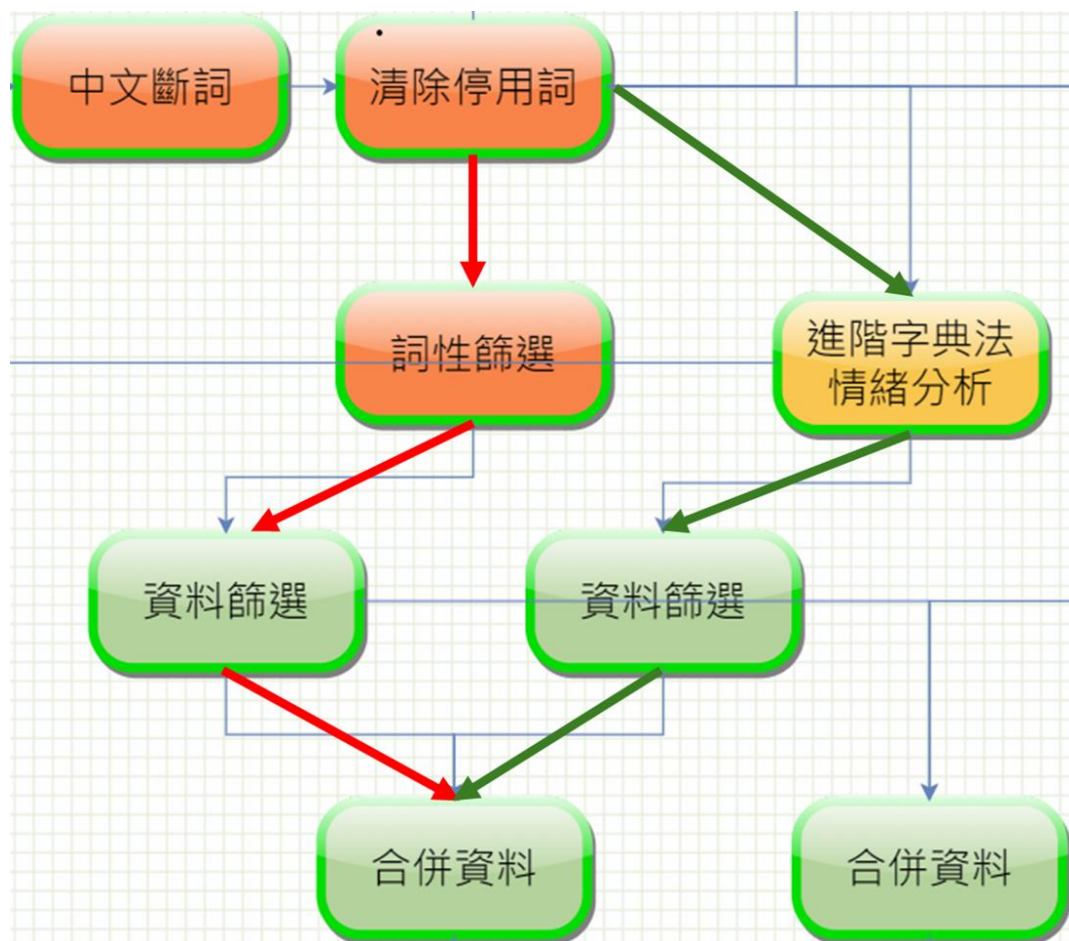 中文斷詞
清除停用詞
詞性篩選
進階字典法
情緒分析
資料篩選
資料篩選
合併資料
合併資料